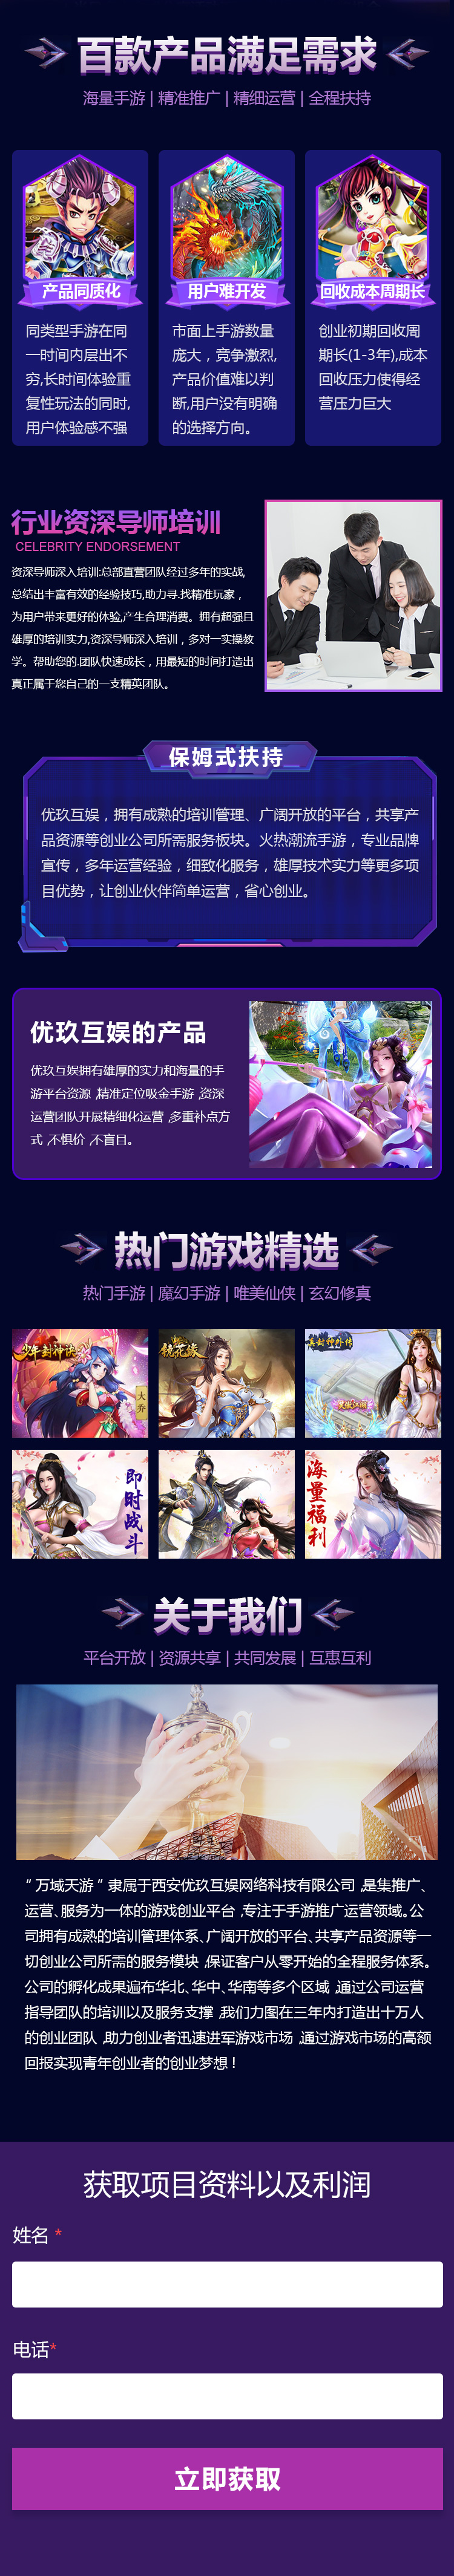 百款产品满足需求
海量手游 | 精准推广 | 精细运营 | 全程扶持
产品同质化
同类型手游在同
一时间内层出不
穷,长时间体验重
复性玩法的同时,
用户体验感不强
用户难开发
市面上手游数量
庞大，竞争激烈,
产品价值难以判
断,用户没有明确
的选择方向。
回收成本周期长
创业初期回收周
期长(1-3年),成本
回收压力使得经
营压力巨大
行业资深导师培训
CELEBRITY ENDORSEMENT
资深导师深入培训:总部直营团队经过多年的实战,
总结出丰富有效的经验技巧,助力寻.找精准玩家，
为用户带来更好的体验,产生合理消费。拥有超强且
雄厚的培训实力,资深导师深入培训，多对一实操教
学。帮助您的.团队快速成长，用最短的时间打造出
真正属于您自己的一支精英团队。
保姆式扶持
优玖互娱，拥有成熟的培训管理、广阔开放的平台，共享产
品资源等创业公司所需服务板块。火热潮流手游，专业品牌
宣传，多年运营经验，细致化服务，雄厚技术实力等更多项
目优势，让创业伙伴简单运营，省心创业。
优玖互娱的产品
优玖互娱拥有雄厚的实力和海量的手
游平台资源 ,精准定位吸金手游 ,资深
运营团队开展精细化运营 ,多重补点方
式 ,不惧价 ,不盲目。
热门游戏精选
热门手游 | 魔幻手游 | 唯美仙侠 | 玄幻修真
少年封神诀
大乔
镜花缘
真封神外传
笑傲江湖
即时战斗
海量福利
关于我们
平台开放 | 资源共享 | 共同发展 | 互惠互利
“ 万域天游 ” 隶属于西安优玖互娱网络科技有限公司 ,是集推广、
运营、服务为一体的游戏创业平台 ,专注于手游推广运营领域。公
司拥有成熟的培训管理体系、广阔开放的平台、共享产品资源等一
切创业公司所需的服务模块 ,保证客户从零开始的全程服务体系。
公司的孵化成果遍布华北、华中、华南等多个区域 ,通过公司运营
指导团队的培训以及服务支撑 ,我们力图在三年内打造出十万人
的创业团队 ,助力创业者迅速进军游戏市场 ,通过游戏市场的高额
回报实现青年创业者的创业梦想！
获取项目资料以及利润
姓名 *
电话*
立即获取